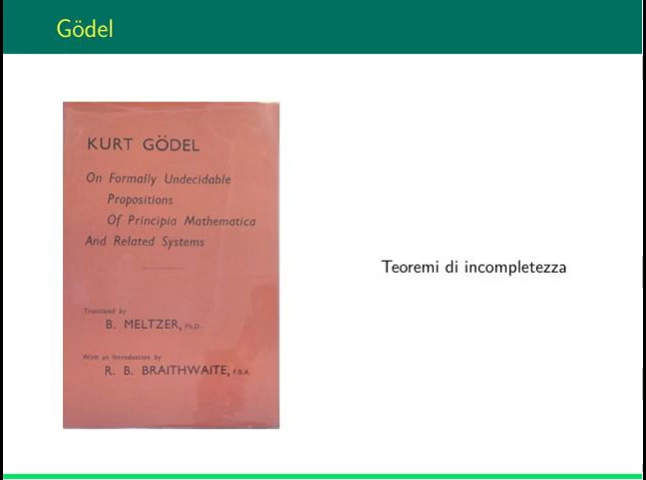 Gödel
KURT GÖDEL
On Formally Undecidable
Propositions
Of Principia Mathematica
And Related Systems
Translated by
B. MELTZER, Ph.D.
With an Introduction by
R. B. BRAITHWAITE, F.B.A.
Teoremi di incompletezza